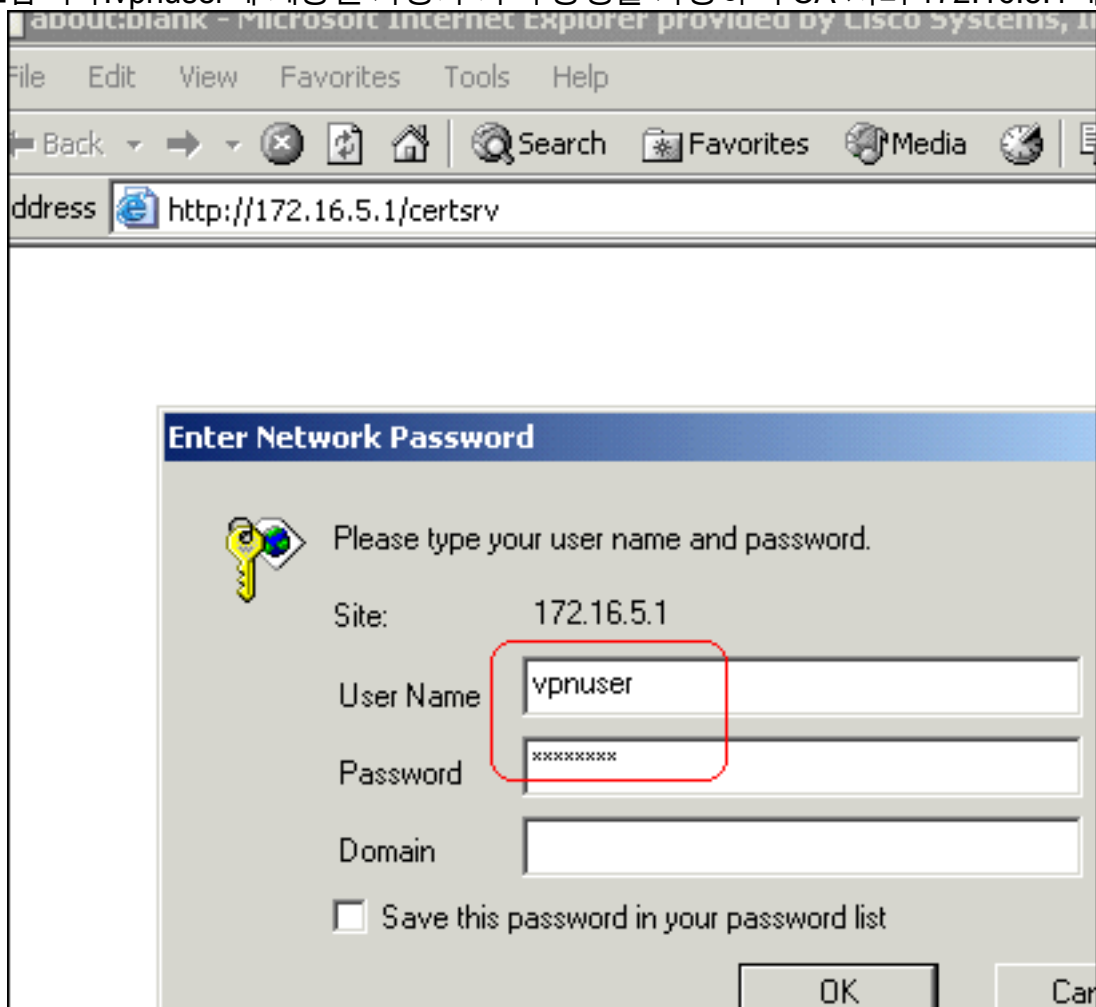 about:blank - Microsoft Internet Explorer provided by Cisco Systems, I
File Edit View Favorites Tools Help
Back Search Favorites Media
ddress http://172.16.5.1/certsrv
Enter Network Password
Please type your user name and password.
Site: 172.16.5.1
User Name vpnuser
Password xxxxxxxx
Domain
Save this password in your password list
OK Can